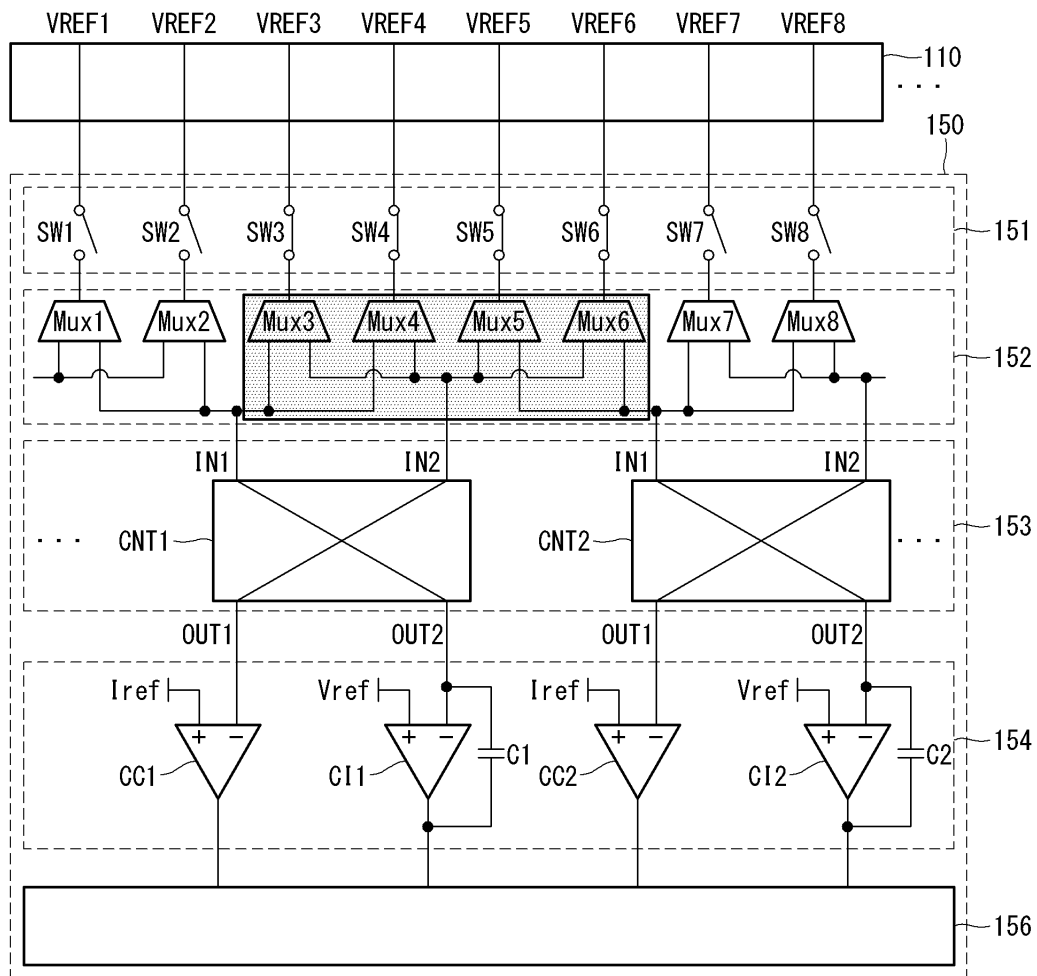 VREF1 VREF2 VREF3 VREF4 VREF5 VREF6 VREF7 VREF8
110
. . .
150
SW1 SW2 SW3 SW4 SW5 SW6 SW7 SW8
151
Mux1 Mux2 Mux3 Mux4 Mux5 Mux6 Mux7 Mux8
152
IN1 IN2 IN1 IN2
. . . CNT1 CNT2 . . .
153
OUT1 OUT2 OUT1 OUT2
Iref Vref Iref Vref
+ − + − + − + −
154
CC1 CI1 C1 CC2 CI2 C2
156